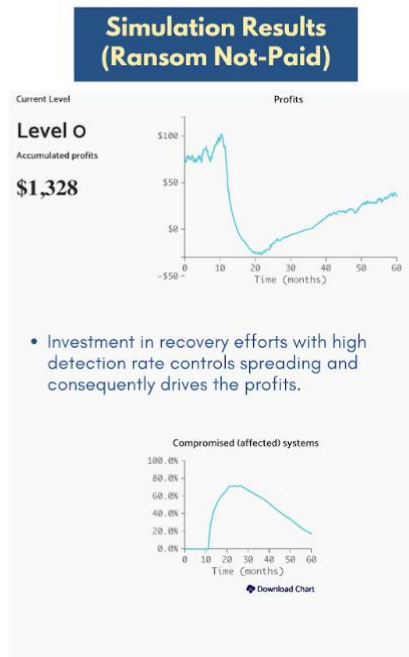 Simulation Results
(Ransom Not-Paid)
Current Level
Level 0
Accumulated profits
$1,328
Profits
$100
$50
$0
-$50
0 10 20 30 40 50 60
Time (months)
• Investment in recovery efforts with high
detection rate controls spreading and
consequently drives the profits.
Compromised (affected) systems
100.0%
80.0%
60.0%
40.0%
20.0%
0.0%
0 10 20 30 40 50 60
Time (months)
Download Chart